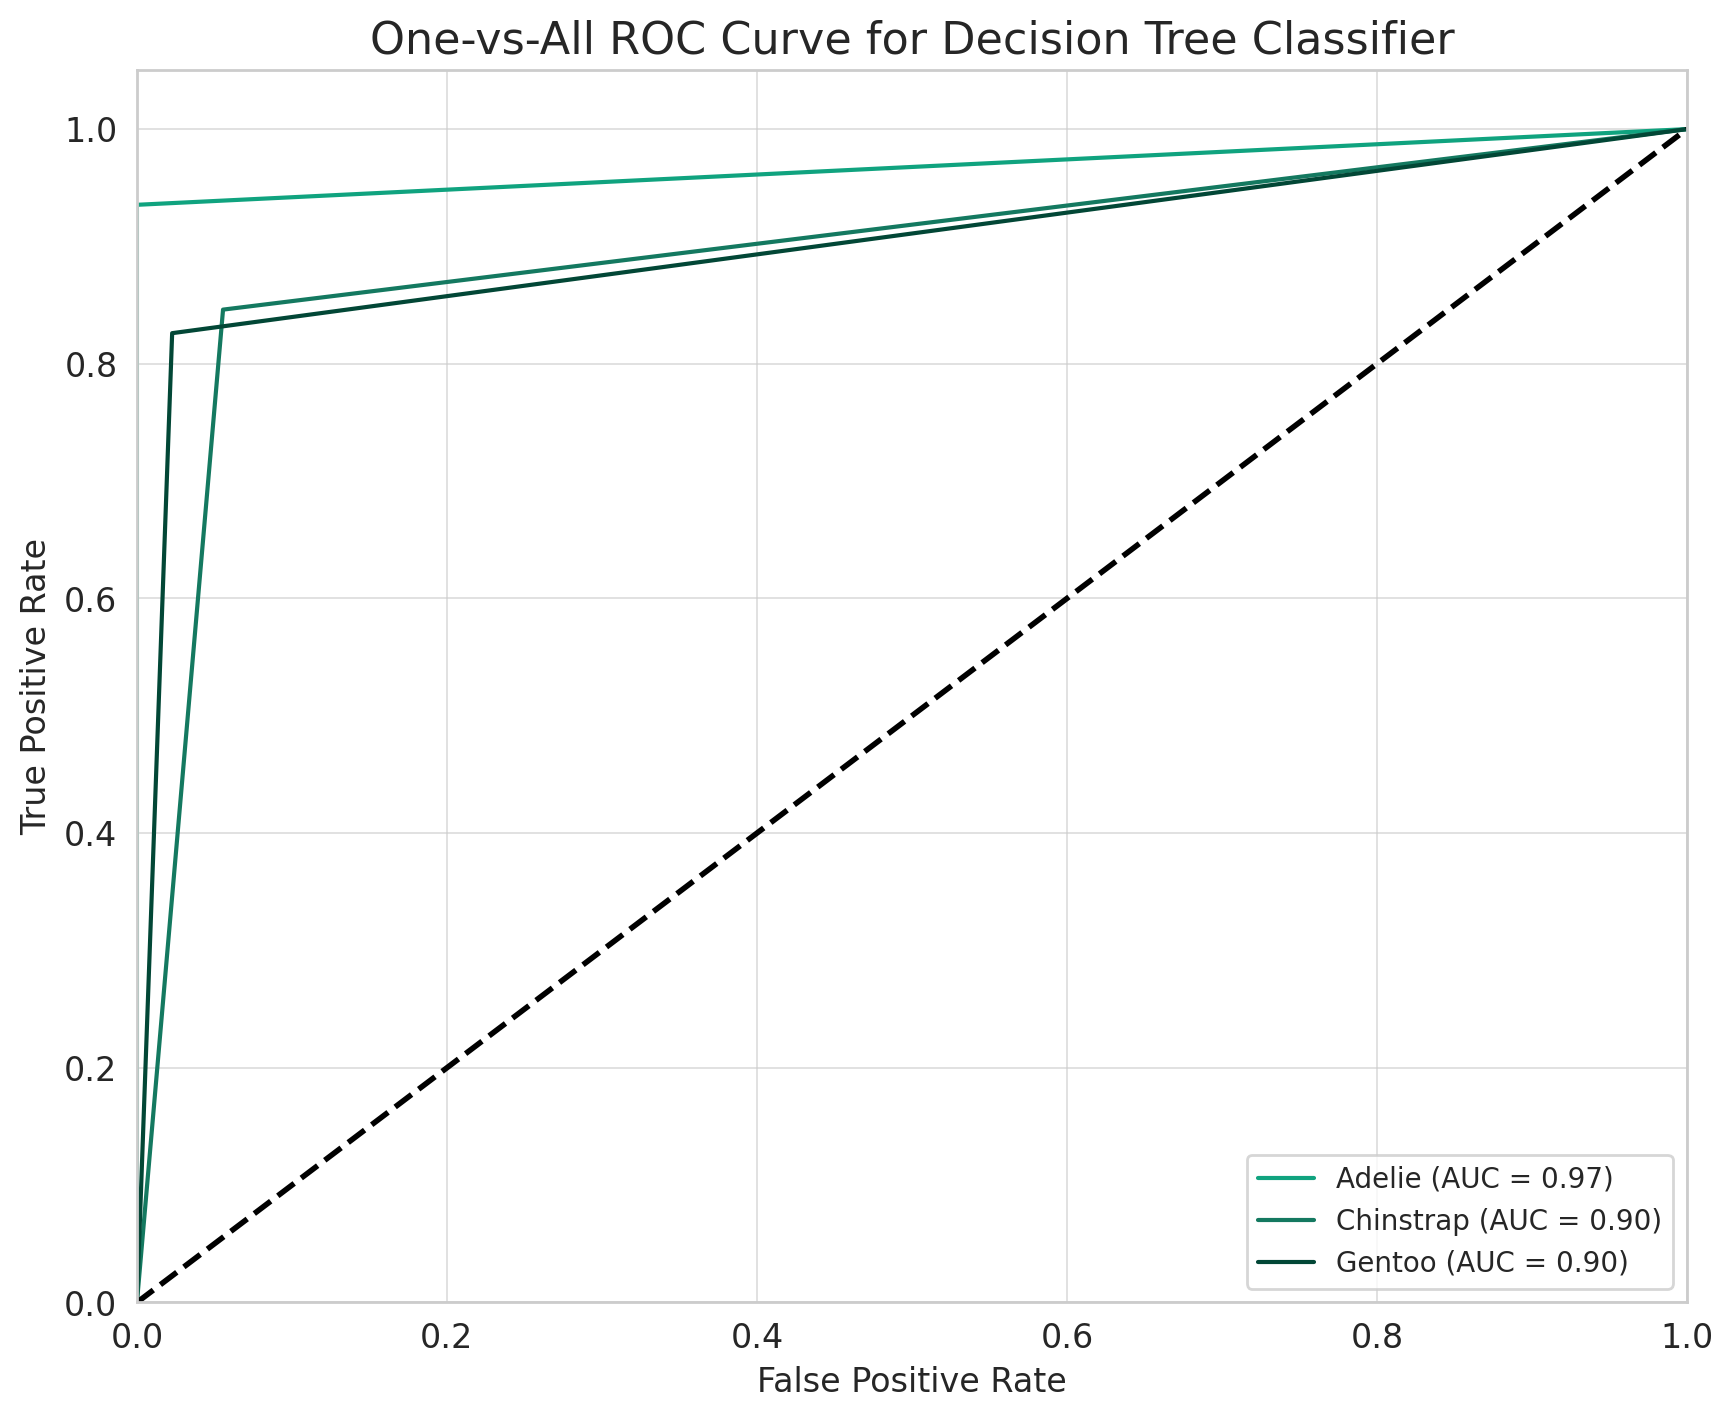 One-vs-All ROC Curve for Decision Tree Classifier
1.0
0.8
0.6
0.4
0.2
0.0
True Positive Rate
Adelie (AUC = 0.97)
Chinstrap (AUC = 0.90)
Gentoo (AUC = 0.90)
0.0 0.2 0.4 0.6 0.8 1.0
False Positive Rate